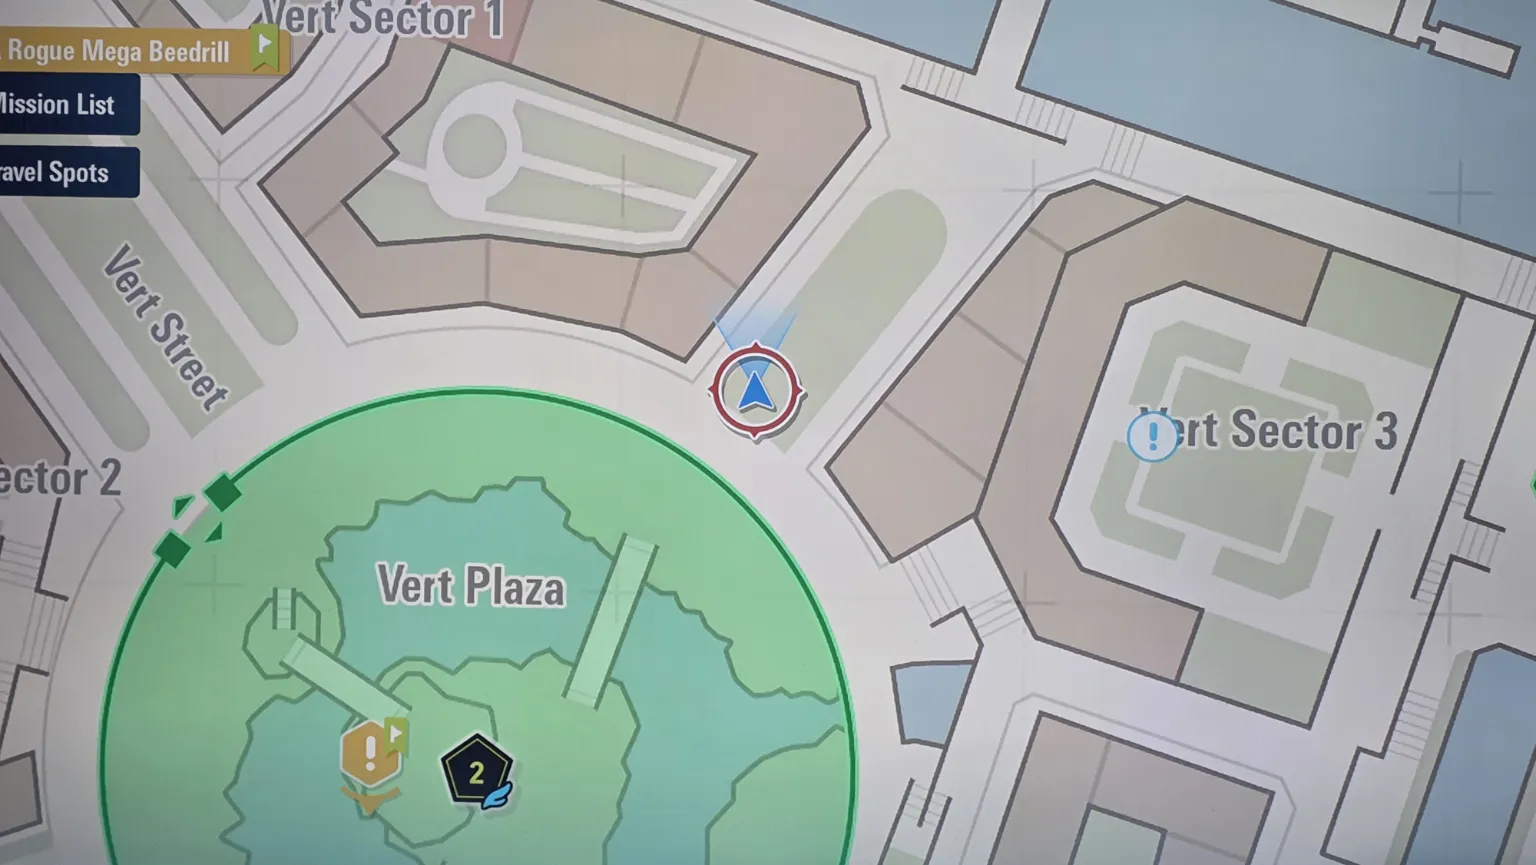 Vert Sector 1
Rogue Mega Beedrill
Mission List
ravel Spots
Vert Street
ector 2
Vert Sector 3
Vert Plaza
2